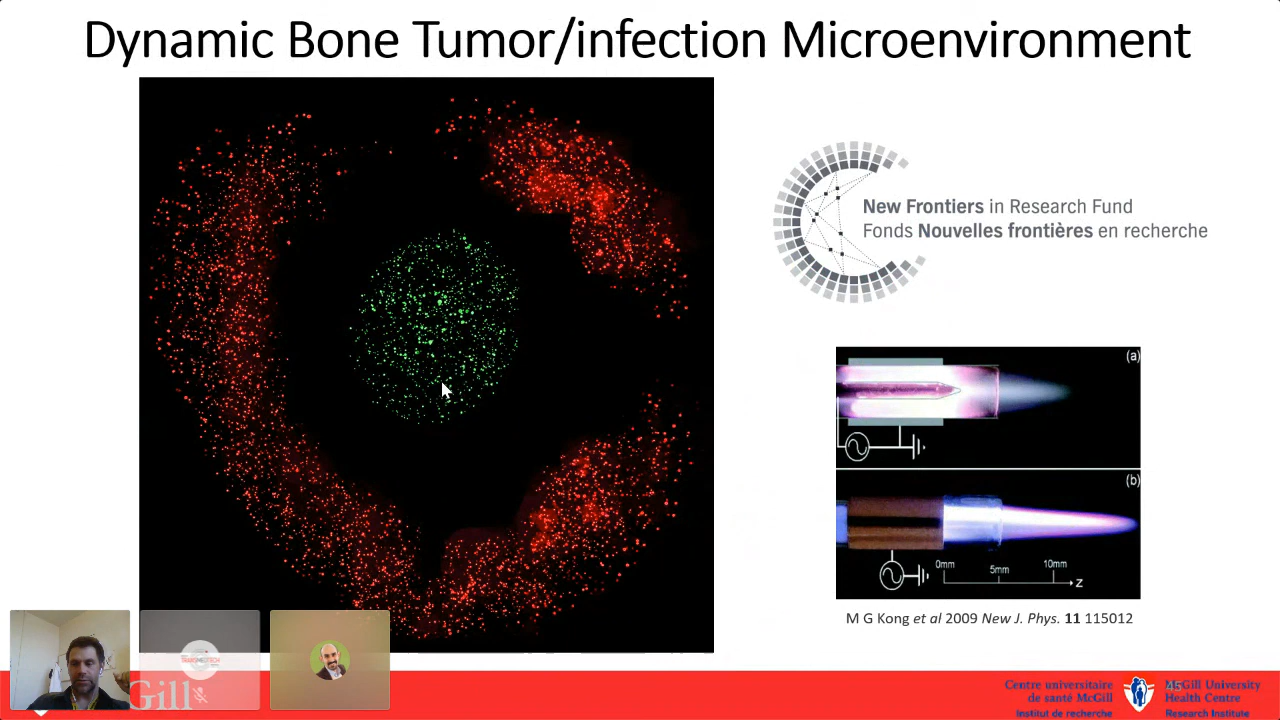 Dynamic Bone Tumor/infection Microenvironment
New Frontiers in Research Fund
Fonds Nouvelles frontières en recherche
(a)
(b)
0mm
5mm
10mm
z
M G Kong et al 2009 New J. Phys. 11 115012
Gill
Centre universitaire
de santé McGill
Institut de recherche
McGill University
Health Centre
Research Institute